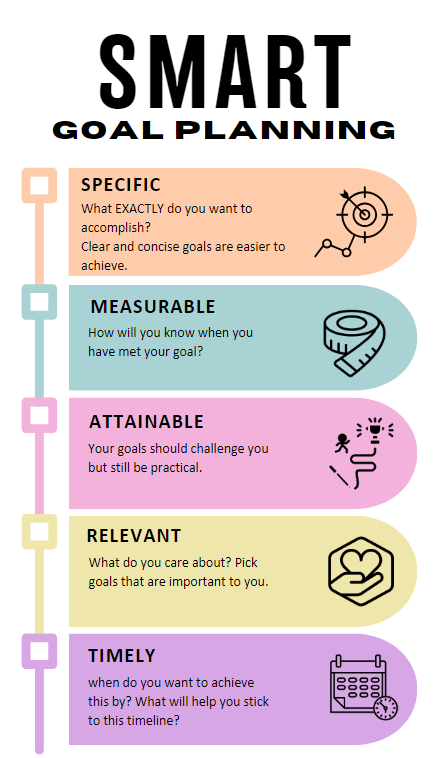 SMART
GOAL PLANNING
SPECIFIC
What EXACTLY do you want to
accomplish?
Clear and concise goals are easier to
achieve.
MEASURABLE
How will you know when you
have met your goal?
ATTAINABLE
Your goals should challenge you
but still be practical.
RELEVANT
What do you care about? Pick
goals that are important to you.
TIMELY
when do you want to achieve
this by? What will help you stick
to this timeline?